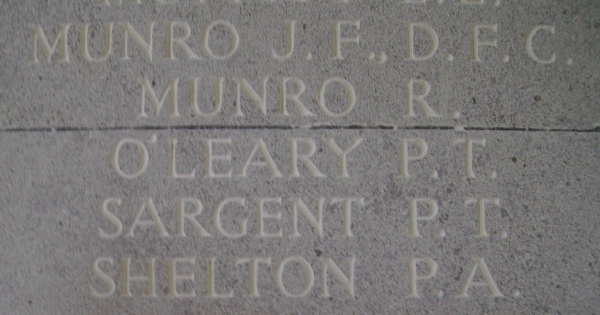 MUNRO J.F., D.F.C.
MUNRO R.
O'LEARY P.T.
SARGENT P.T.
SHELTON P.A.